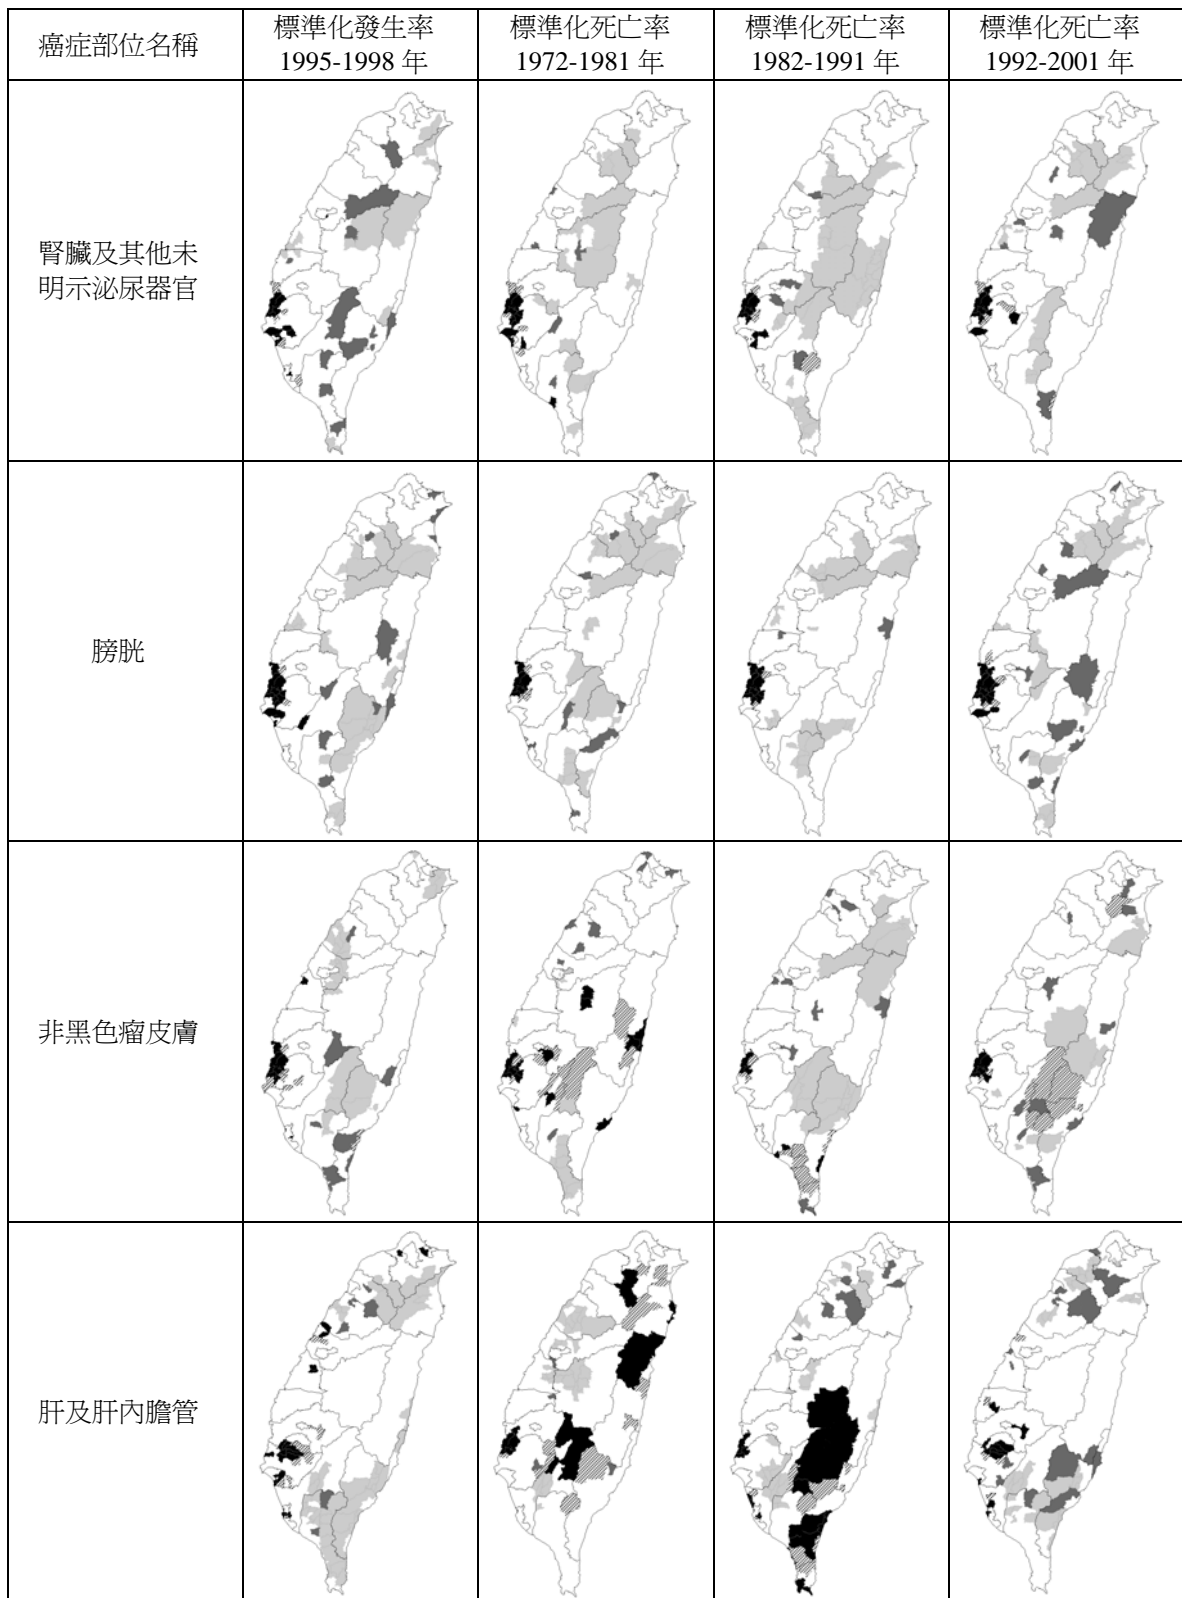 癌症部位名稱
標準化發生率
1995-1998 年
標準化死亡率
1972-1981 年
標準化死亡率
1982-1991 年
標準化死亡率
1992-2001 年
腎臟及其他未
明示泌尿器官
膀胱
非黑色瘤皮膚
肝及肝內膽管